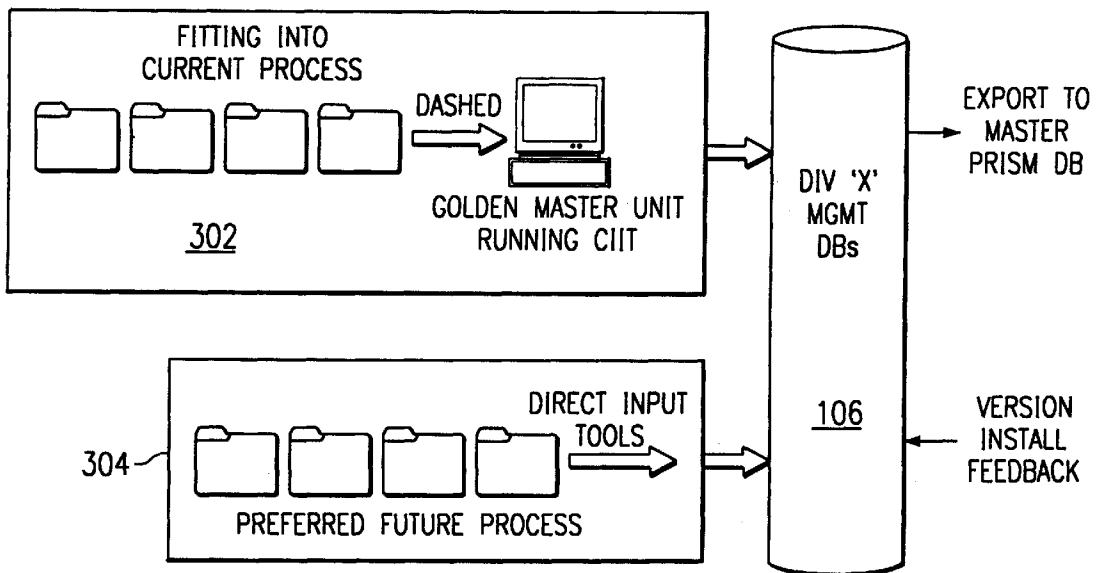 FITTING INTO
CURRENT PROCESS
DASHED
GOLDEN MASTER UNIT
RUNNING CIIT
302
DIV 'X'
MGMT
DBs
106
EXPORT TO
MASTER
PRISM DB
304
DIRECT INPUT
TOOLS
PREFERRED FUTURE PROCESS
VERSION
INSTALL
FEEDBACK